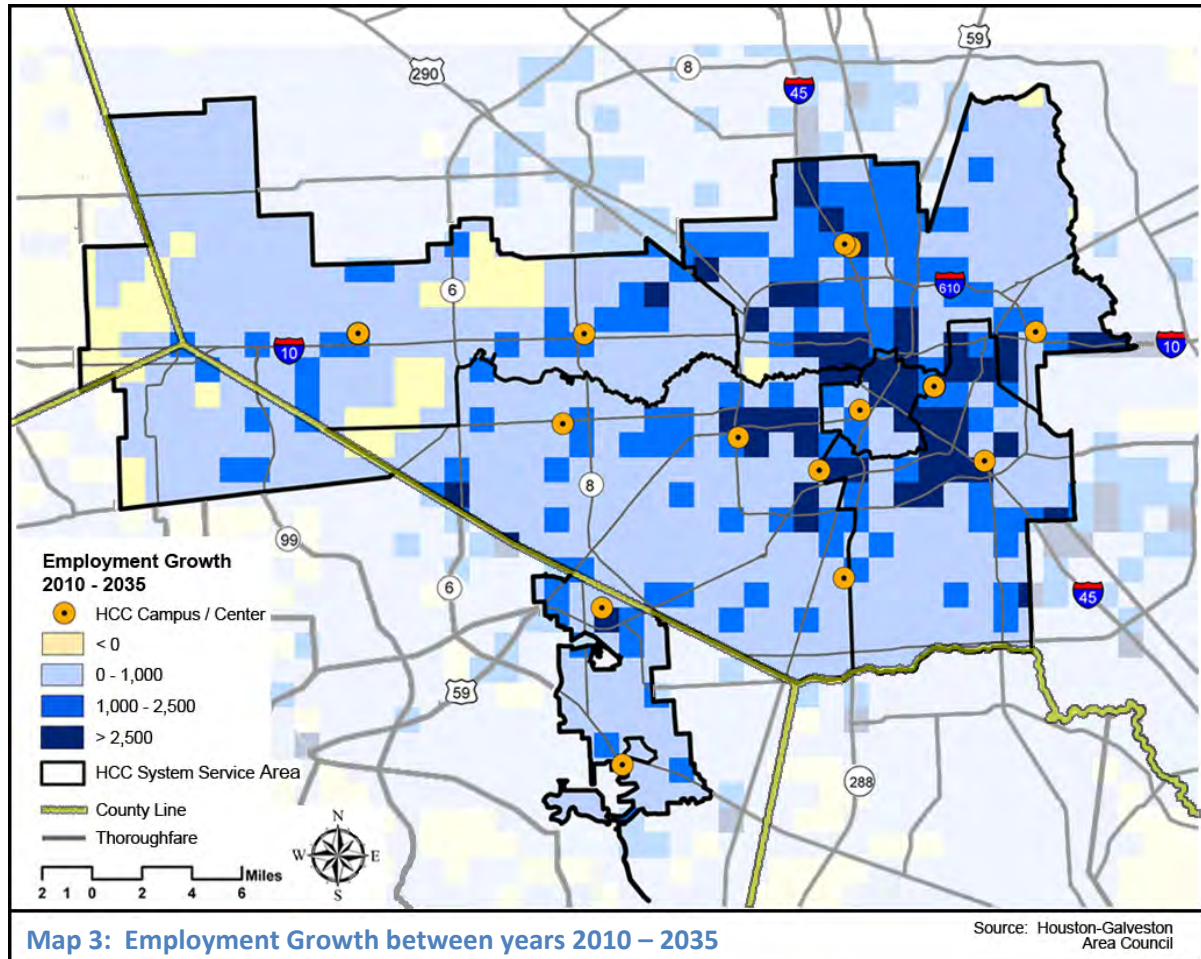 59
290
8
45
610
6
10
10
8
99
6
45
59
288
Employment Growth
2010 - 2035
HCC Campus / Center
< 0
0 - 1,000
1,000 - 2,500
> 2,500
HCC System Service Area
County Line
Thoroughfare
N
W E
S
Miles
2 1 0 2 4 6
Map 3: Employment Growth between years 2010 – 2035
Source: Houston-Galveston
Area Council